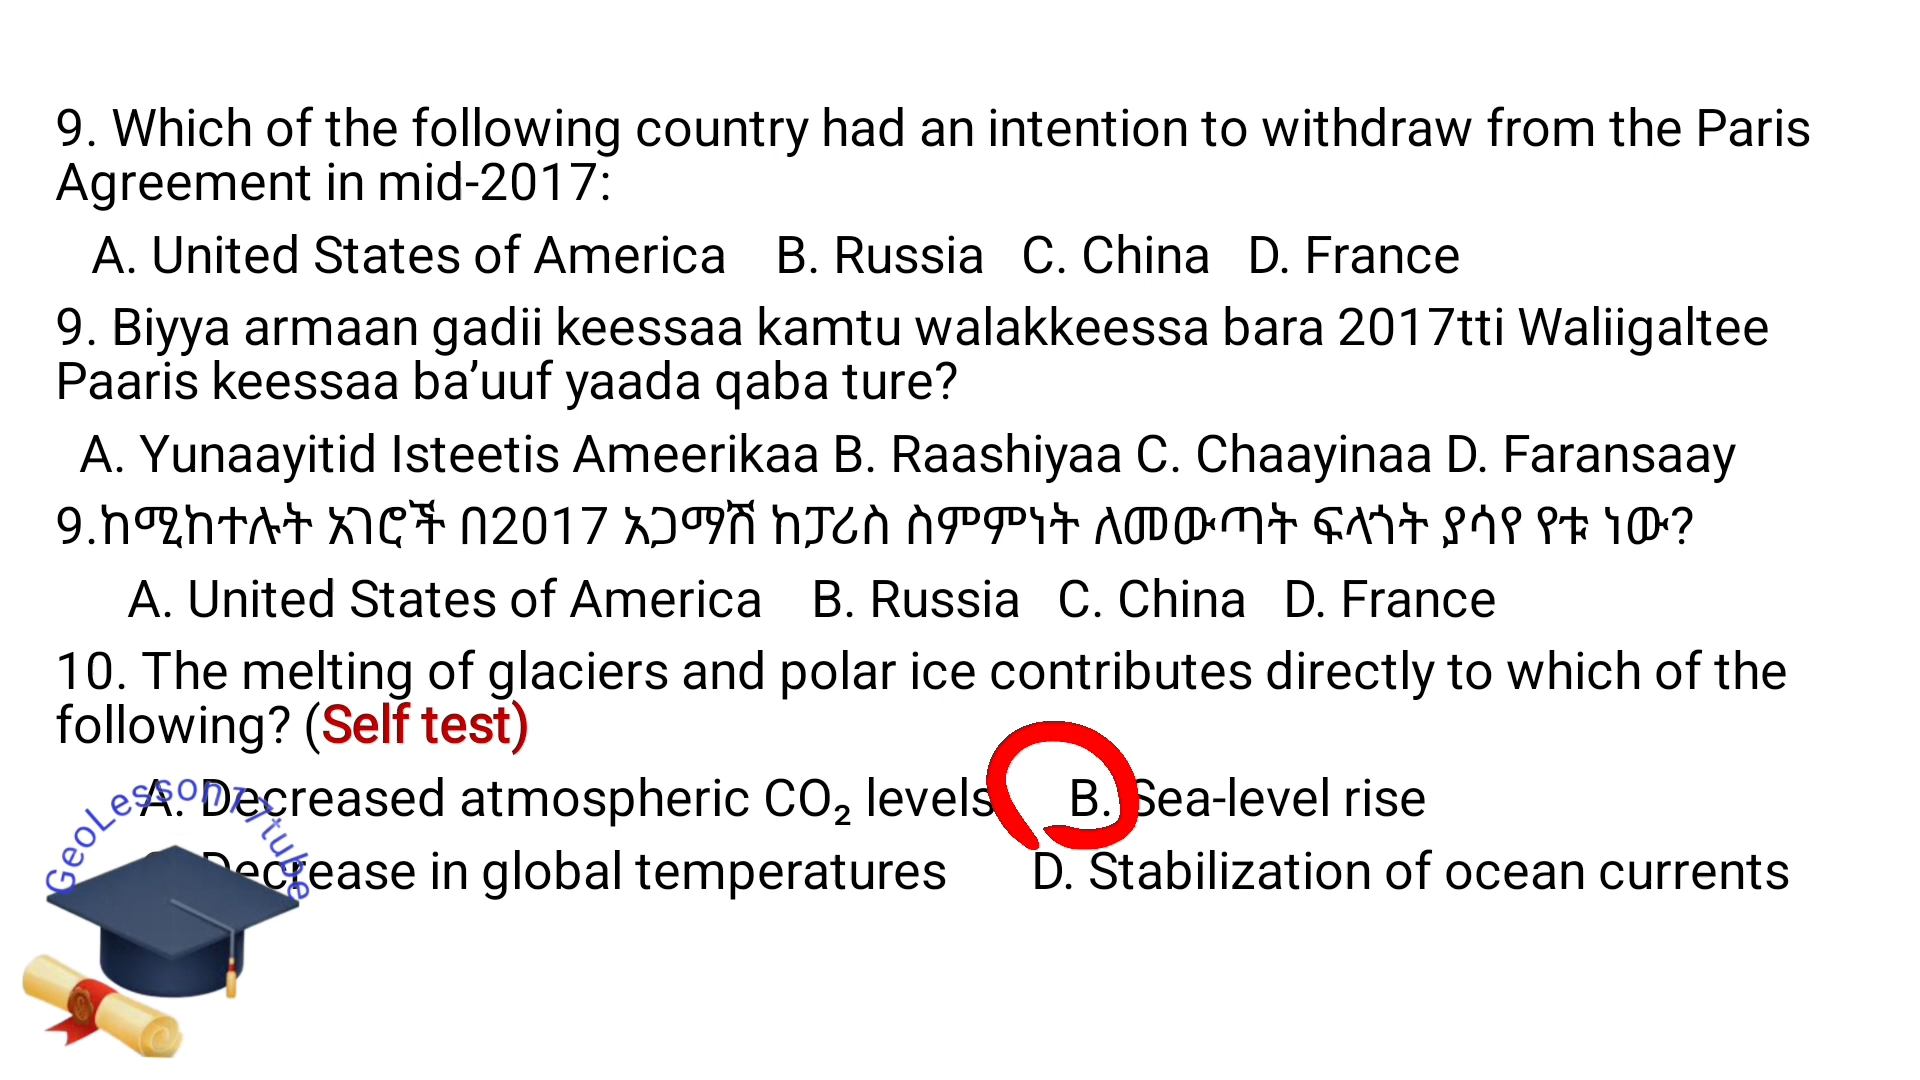 9. Which of the following country had an intention to withdraw from the Paris
Agreement in mid-2017:
A. United States of America B. Russia C. China D. France
9. Biyya armaan gadii keessaa kamtu walakkeessa bara 2017tti Waliigaltee
Paaris keessaa ba’uuf yaada qaba ture?
A. Yunaayitid Isteetis Ameerikaa B. Raashiyaa C. Chaayinaa D. Faransaay
9.ከሚከተሉት አገሮች በ2017 አጋማሽ ከፓሪስ ስምምነት ለመውጣት ፍላጎት ያሳየ የቱ ነው?
A. United States of America B. Russia C. China D. France
10. The melting of glaciers and polar ice contributes directly to which of the
following? (Self test)
A. Decreased atmospheric CO₂ levels B. Sea-level rise
C. Decrease in global temperatures D. Stabilization of ocean currents
GeoLesson17tube